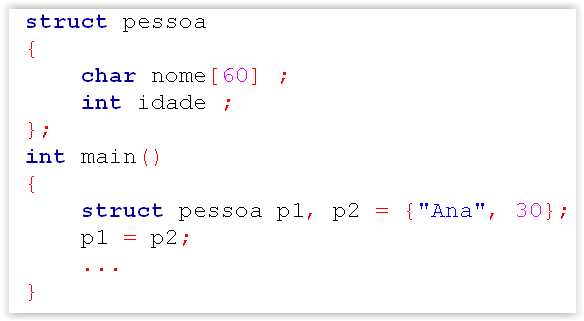 struct pessoa
{
    char nome[60] ;
    int idade ;
};
int main()
{
    struct pessoa p1, p2 = {"Ana", 30};
    p1 = p2;
    ...
}